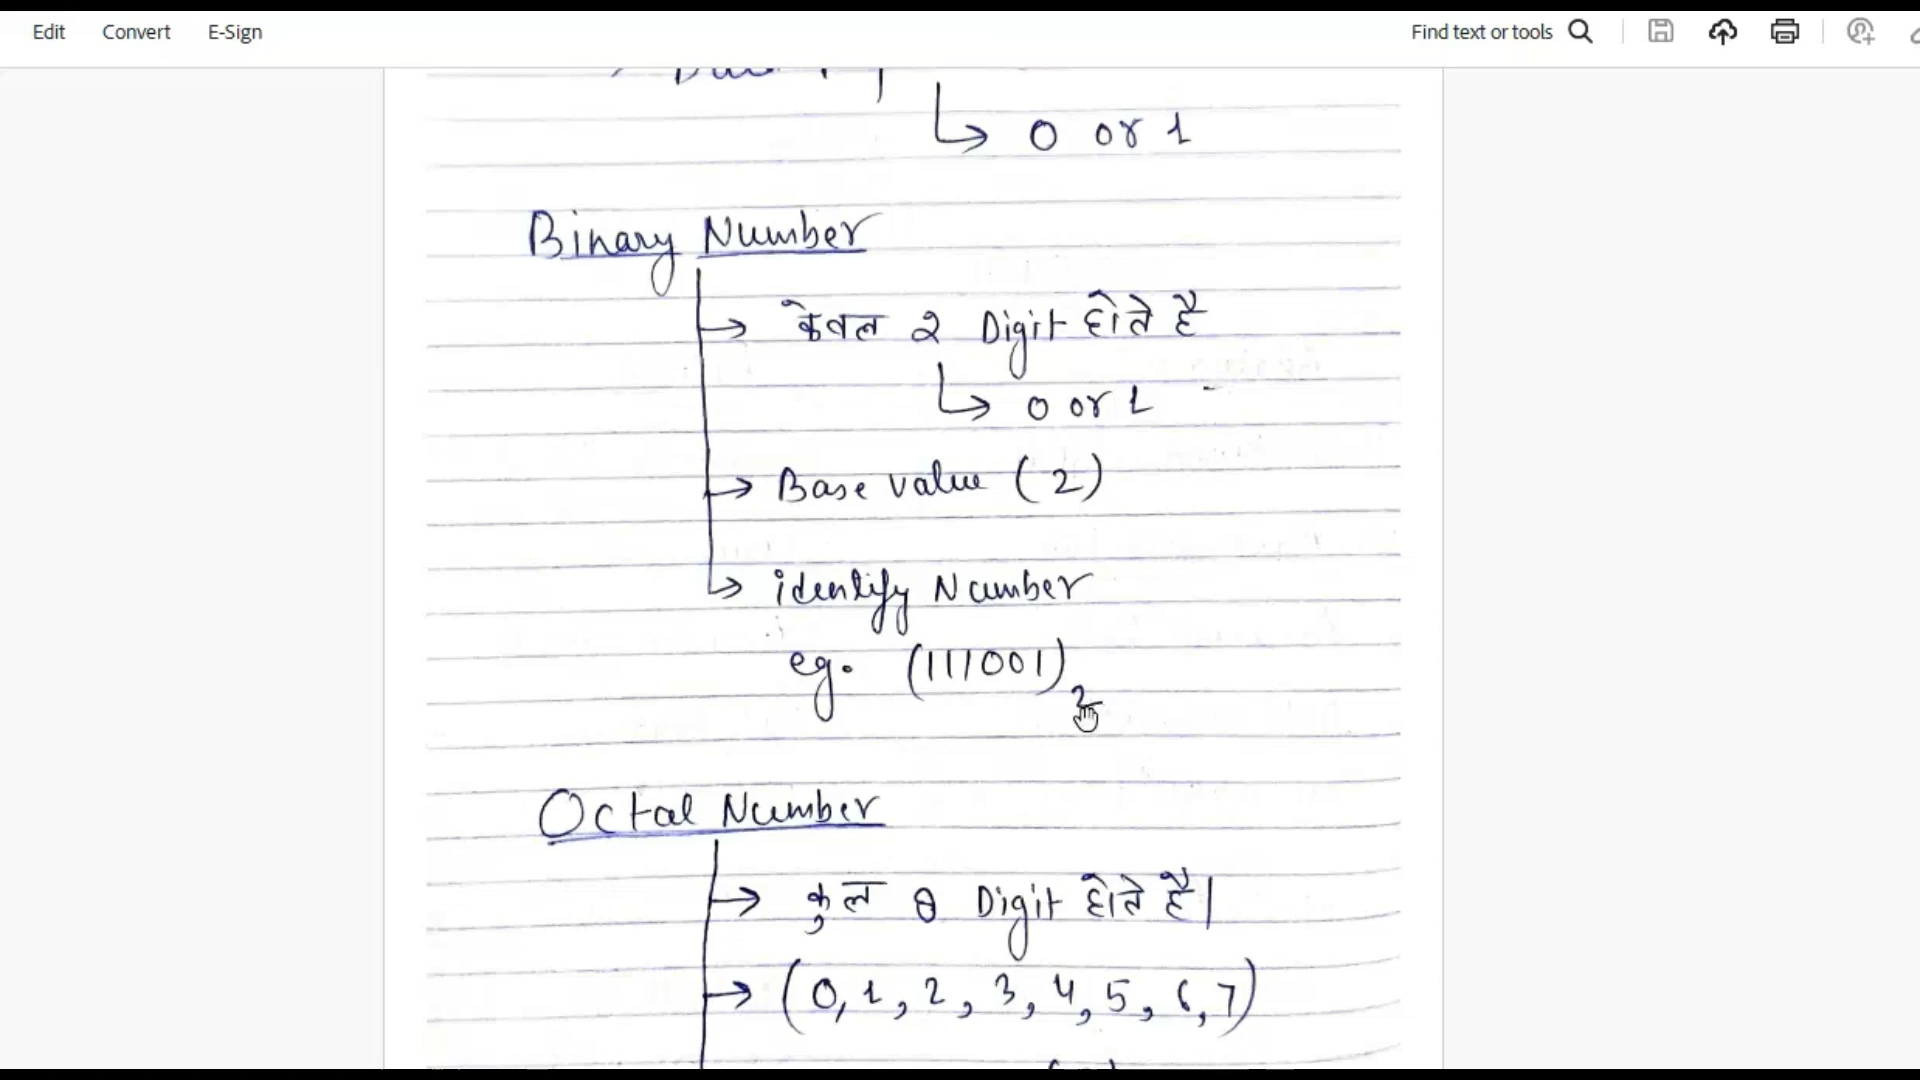 Edit Convert E-Sign Find text or tools
0 or 1
Binary Number
केवल 2 Digit होते है
0 or 1
Base value (2)
identify Number
eg. (111001)2
Octal Number
कुल 8 Digit होते है।
(0, 1, 2, 3, 4, 5, 6, 7)